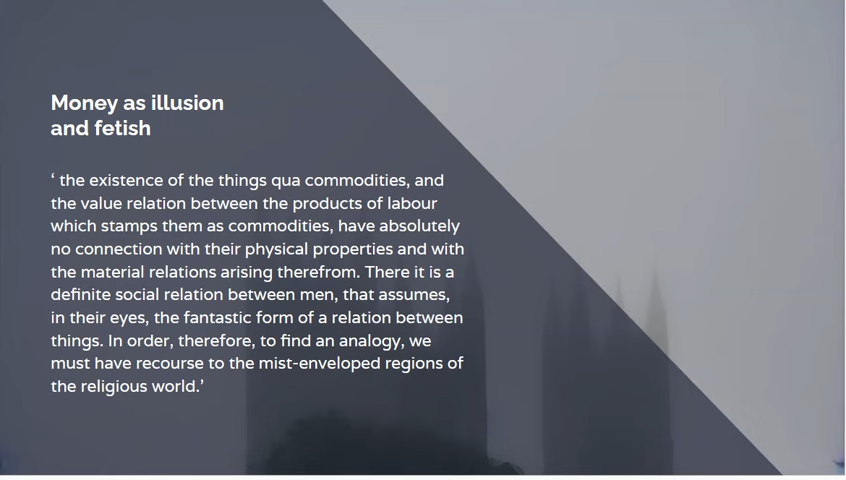 Money as illusion
and fetish
‘ the existence of the things qua commodities, and
the value relation between the products of labour
which stamps them as commodities, have absolutely
no connection with their physical properties and with
the material relations arising therefrom. There it is a
definite social relation between men, that assumes,
in their eyes, the fantastic form of a relation between
things. In order, therefore, to find an analogy, we
must have recourse to the mist-enveloped regions of
the religious world.’